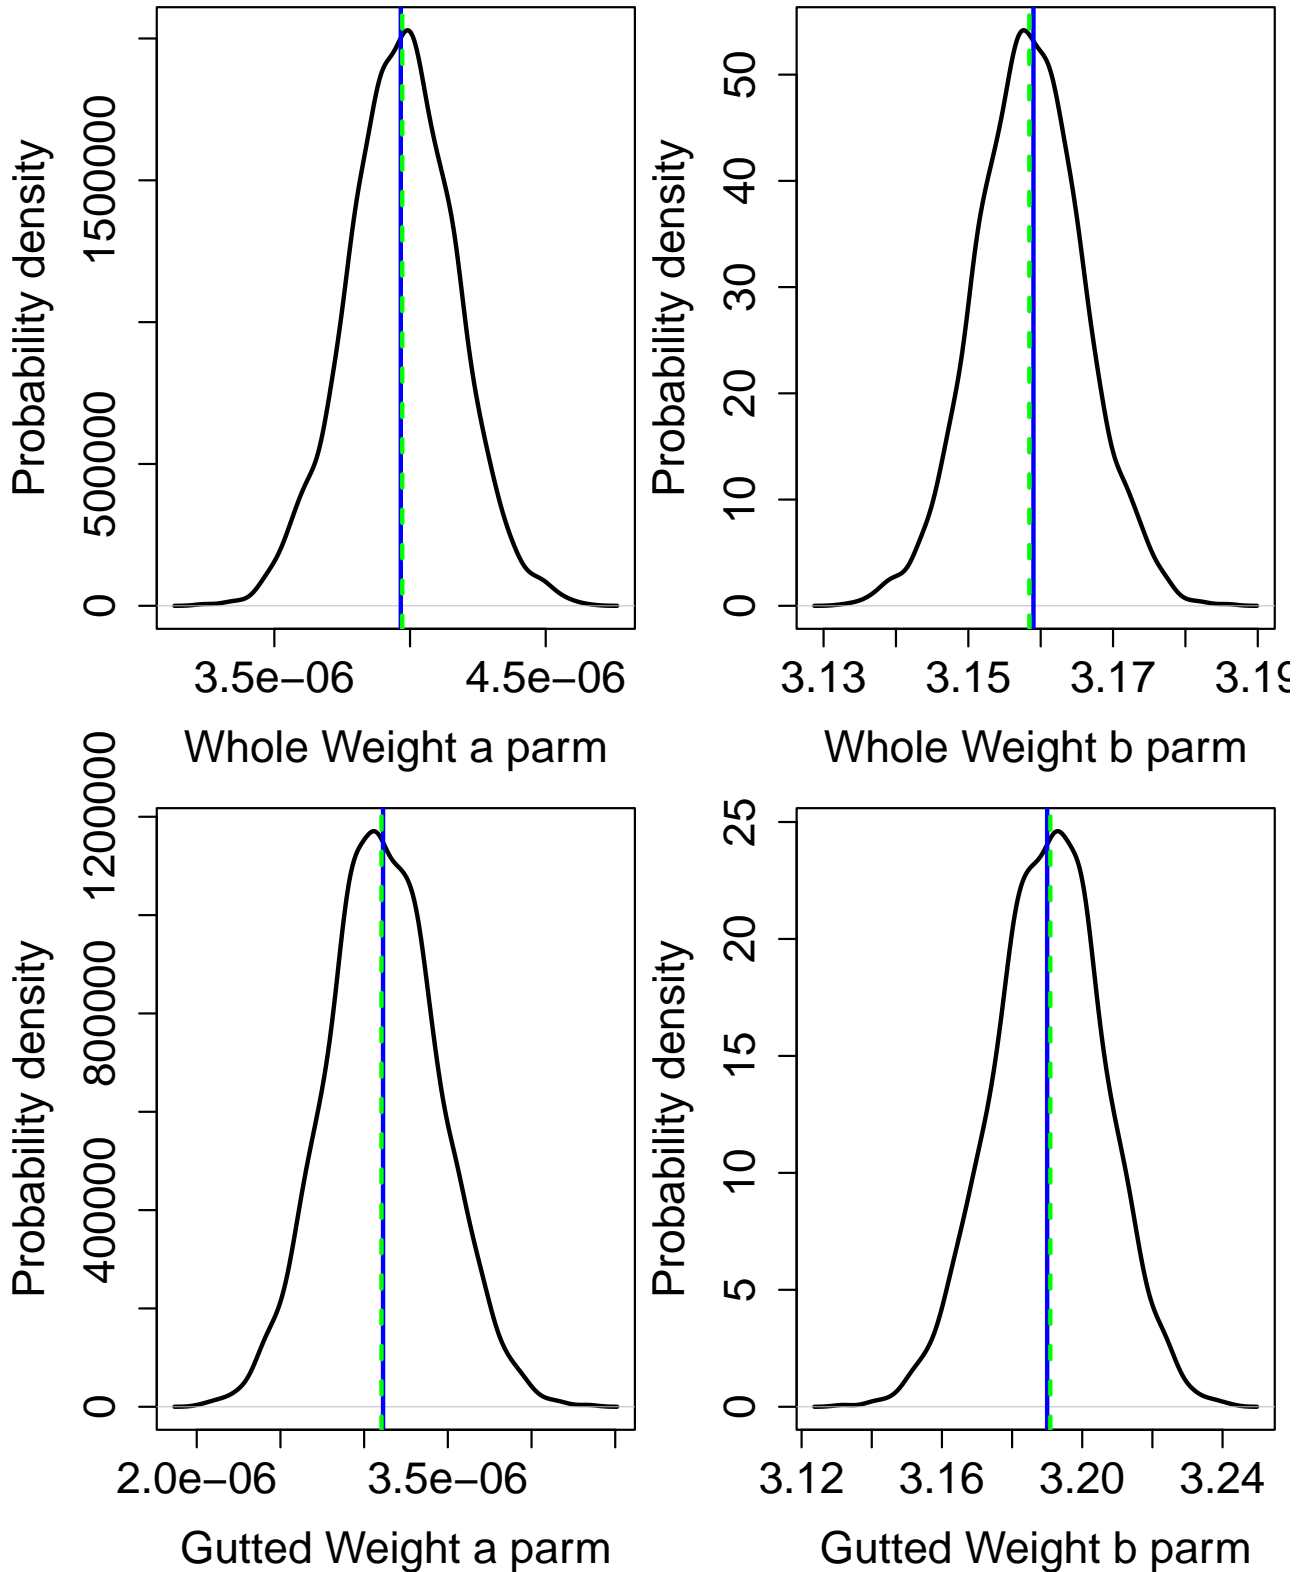 Probability density
0
500000
1500000
3.5e−06
4.5e−06
Whole Weight a parm
Probability density
0
10
20
30
40
50
3.13
3.15
3.17
3.19
Whole Weight b parm
Probability density
0
400000
800000
1200000
2.0e−06
3.5e−06
Gutted Weight a parm
Probability density
0
5
10
15
20
25
3.12
3.16
3.20
3.24
Gutted Weight b parm